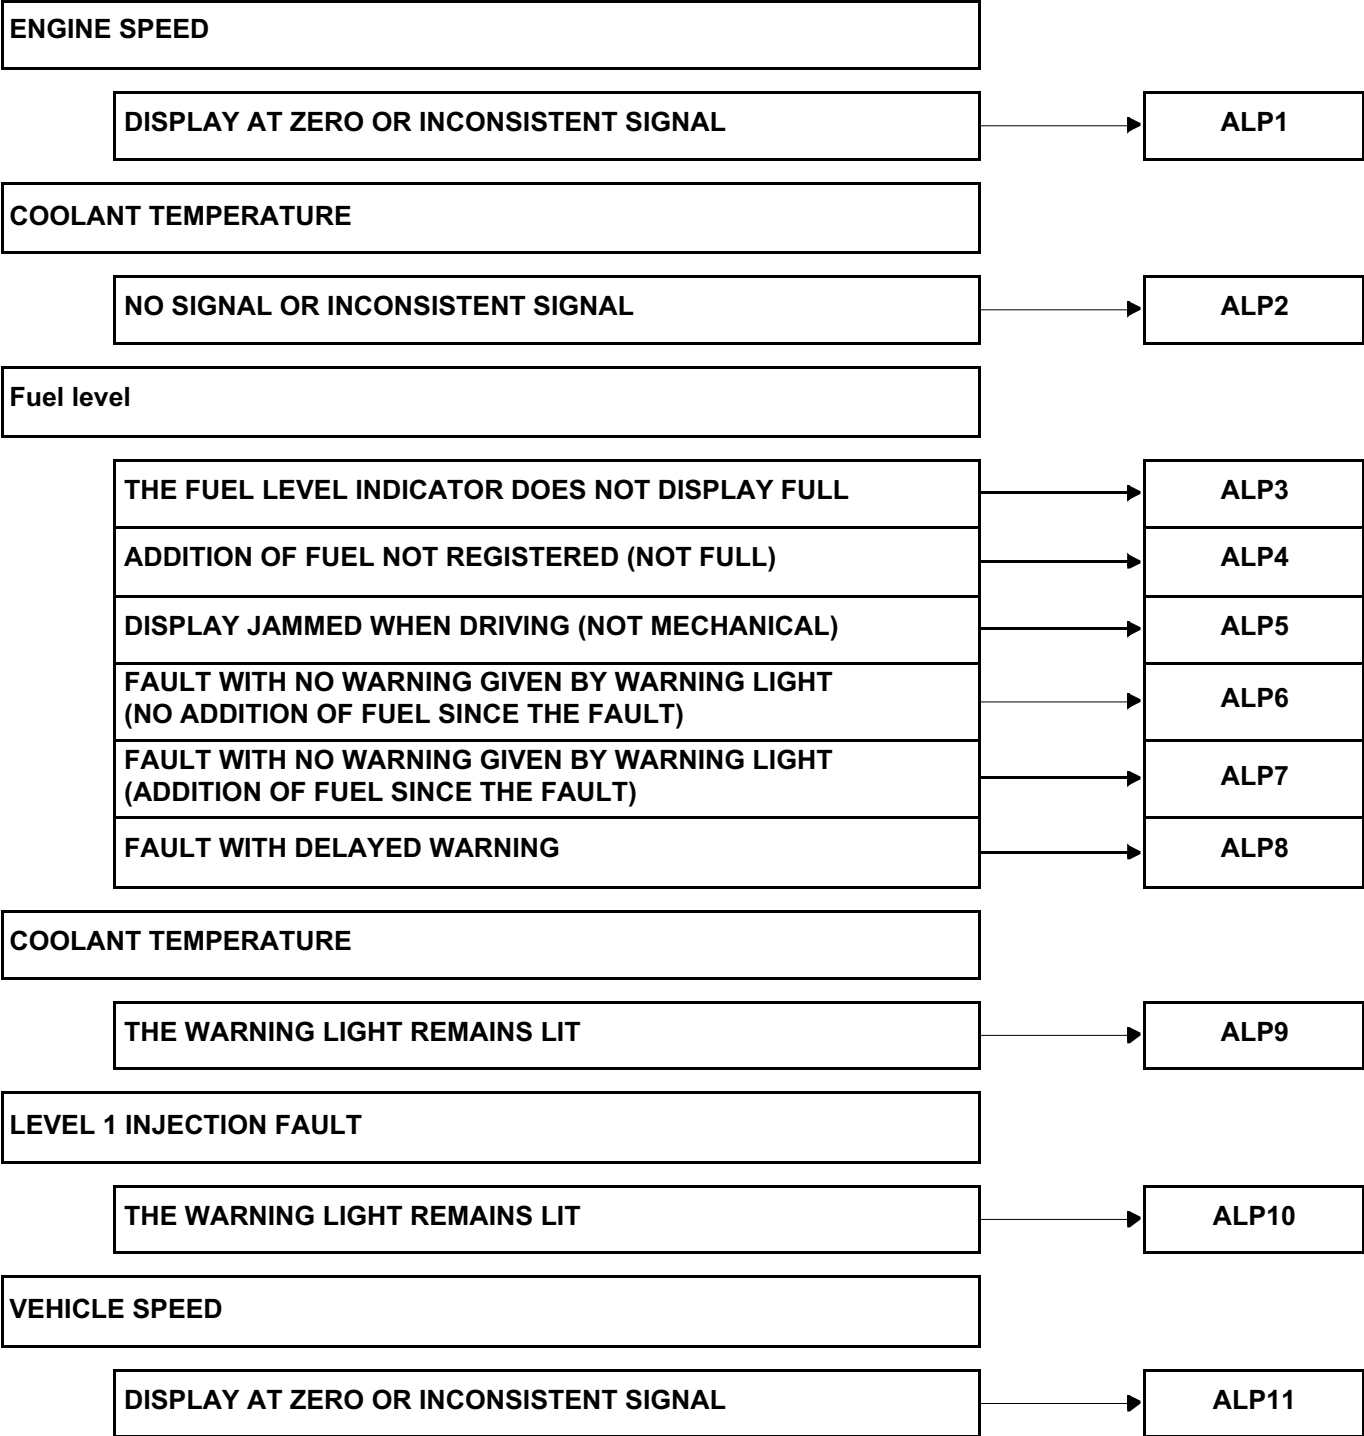 ENGINE SPEED
DISPLAY AT ZERO OR INCONSISTENT SIGNAL
ALP1
COOLANT TEMPERATURE
NO SIGNAL OR INCONSISTENT SIGNAL
ALP2
Fuel level
THE FUEL LEVEL INDICATOR DOES NOT DISPLAY FULL
ALP3
ADDITION OF FUEL NOT REGISTERED (NOT FULL)
ALP4
DISPLAY JAMMED WHEN DRIVING (NOT MECHANICAL)
ALP5
FAULT WITH NO WARNING GIVEN BY WARNING LIGHT
(NO ADDITION OF FUEL SINCE THE FAULT)
ALP6
FAULT WITH NO WARNING GIVEN BY WARNING LIGHT
(ADDITION OF FUEL SINCE THE FAULT)
ALP7
FAULT WITH DELAYED WARNING
ALP8
COOLANT TEMPERATURE
THE WARNING LIGHT REMAINS LIT
ALP9
LEVEL 1 INJECTION FAULT
THE WARNING LIGHT REMAINS LIT
ALP10
VEHICLE SPEED
DISPLAY AT ZERO OR INCONSISTENT SIGNAL
ALP11